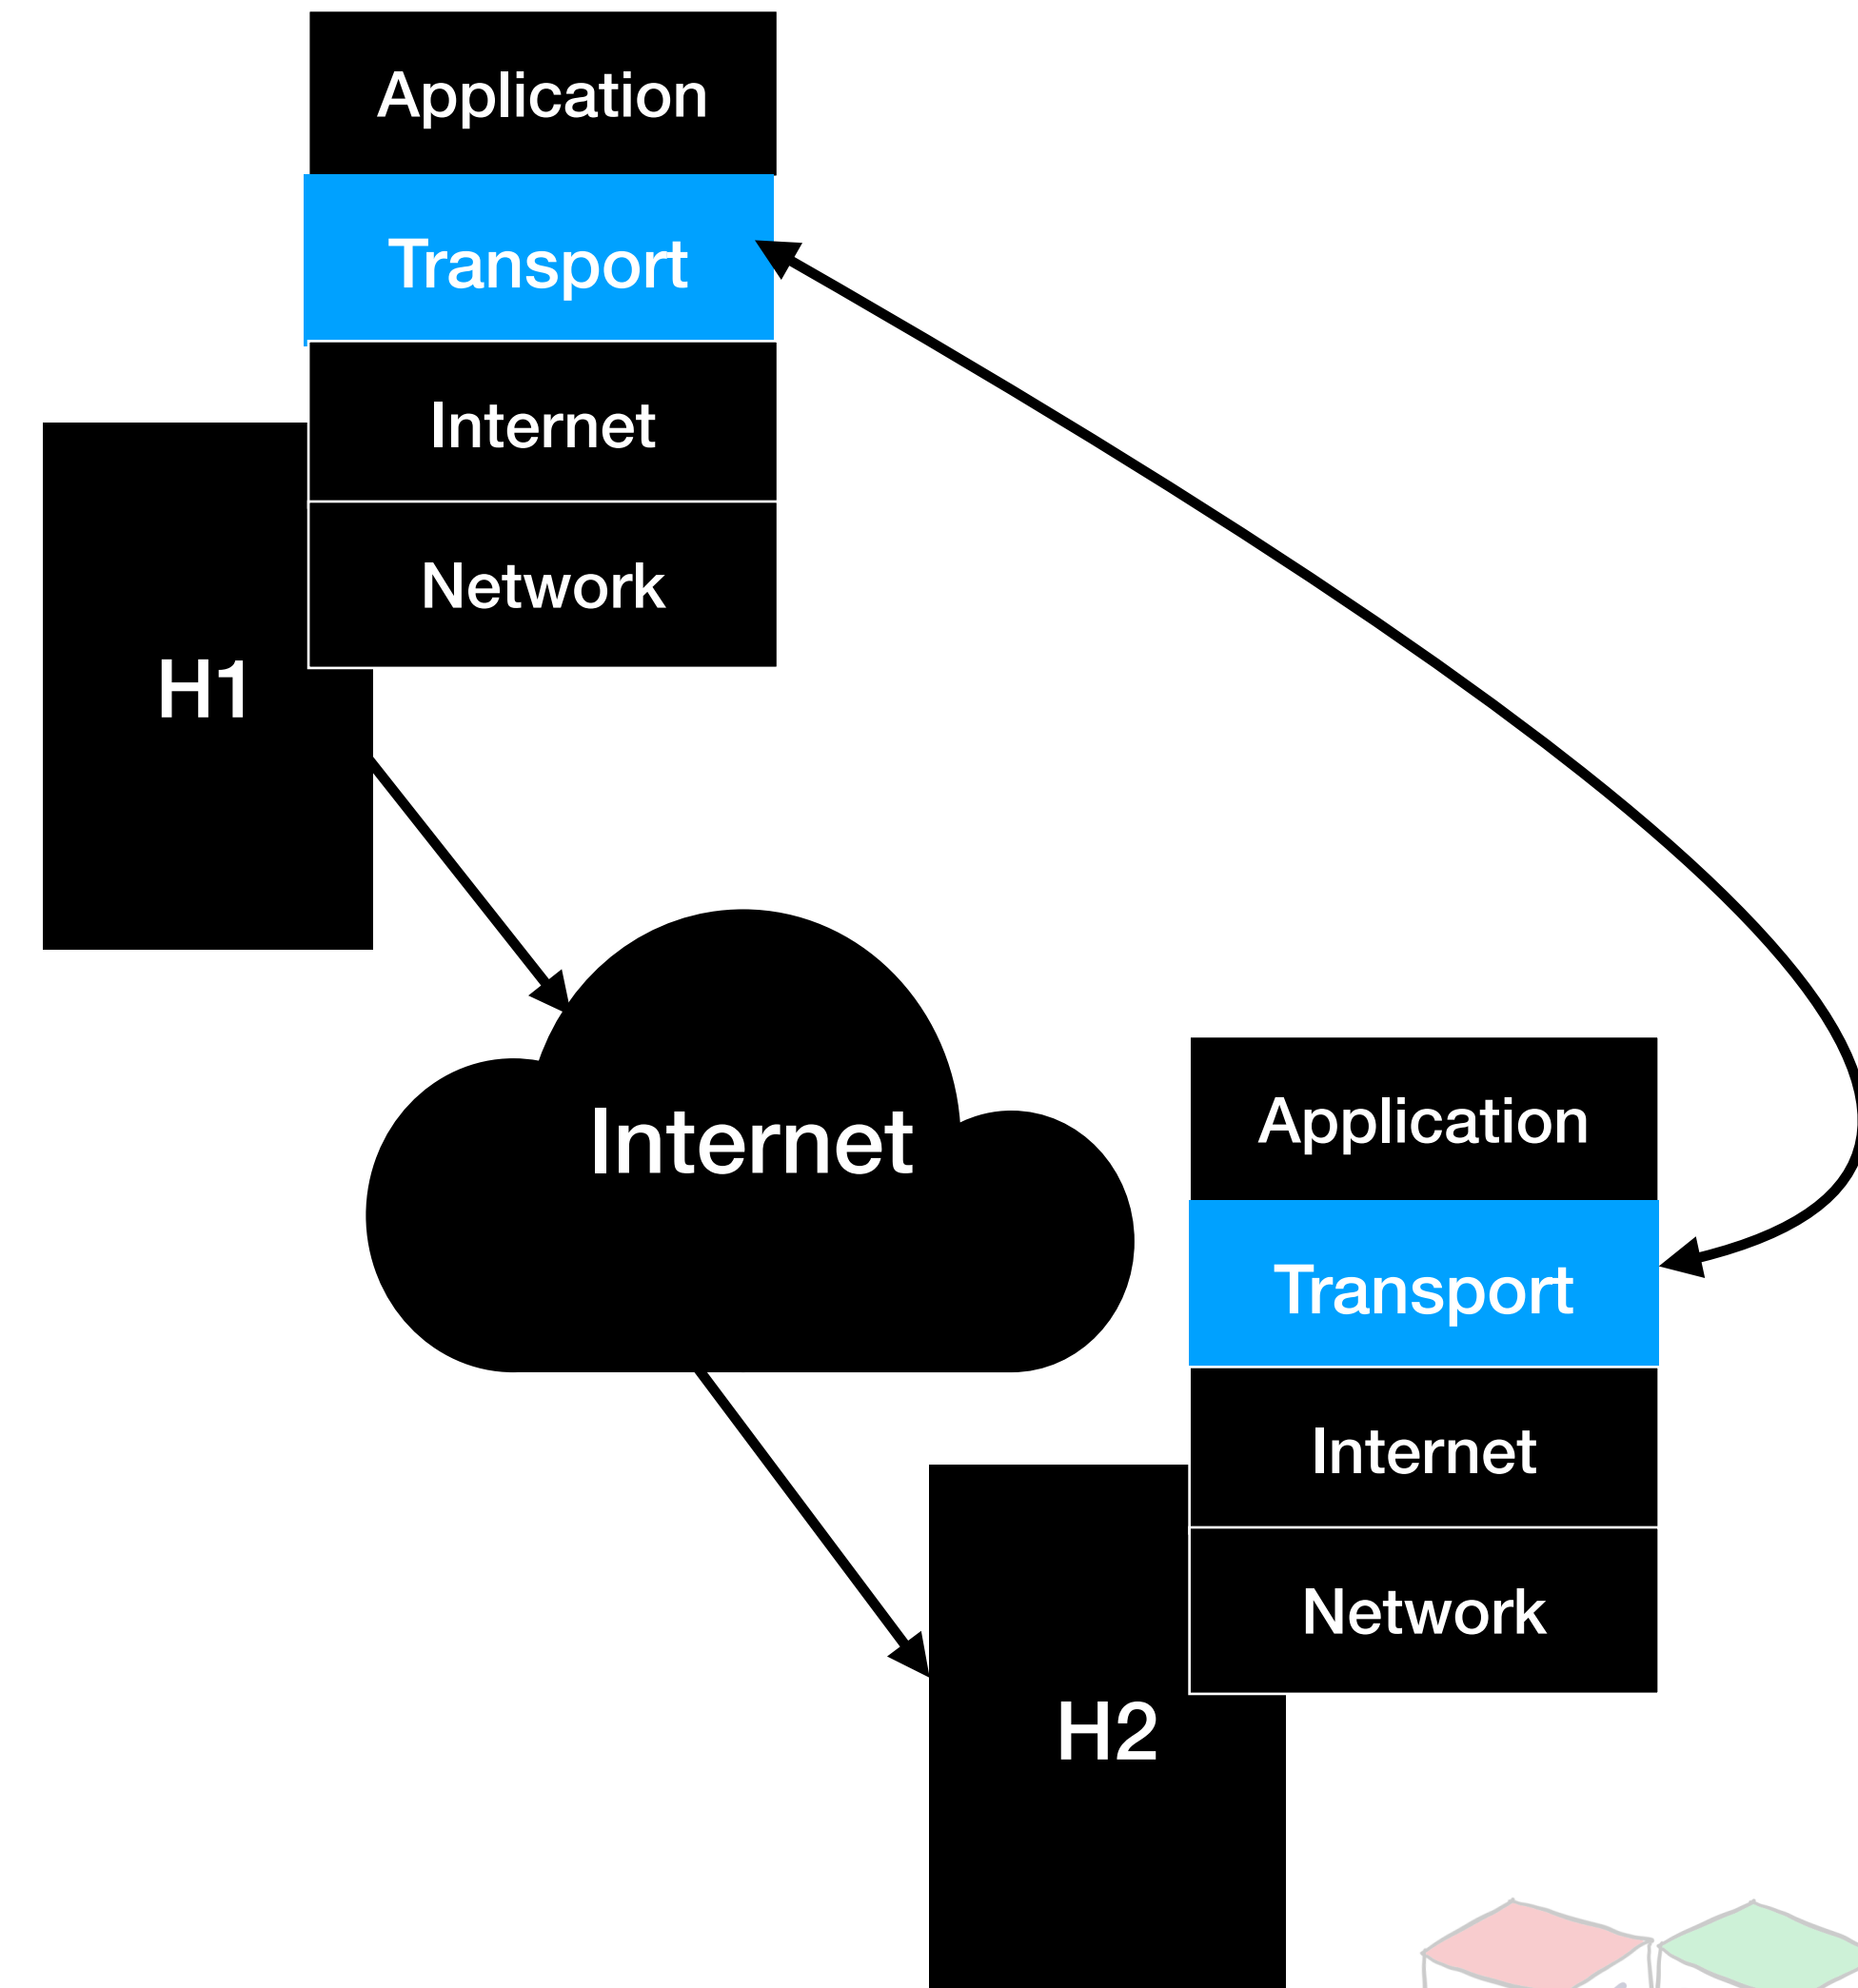 Application
Transport
Internet
Network
H1
Internet
Application
Transport
Internet
Network
H2